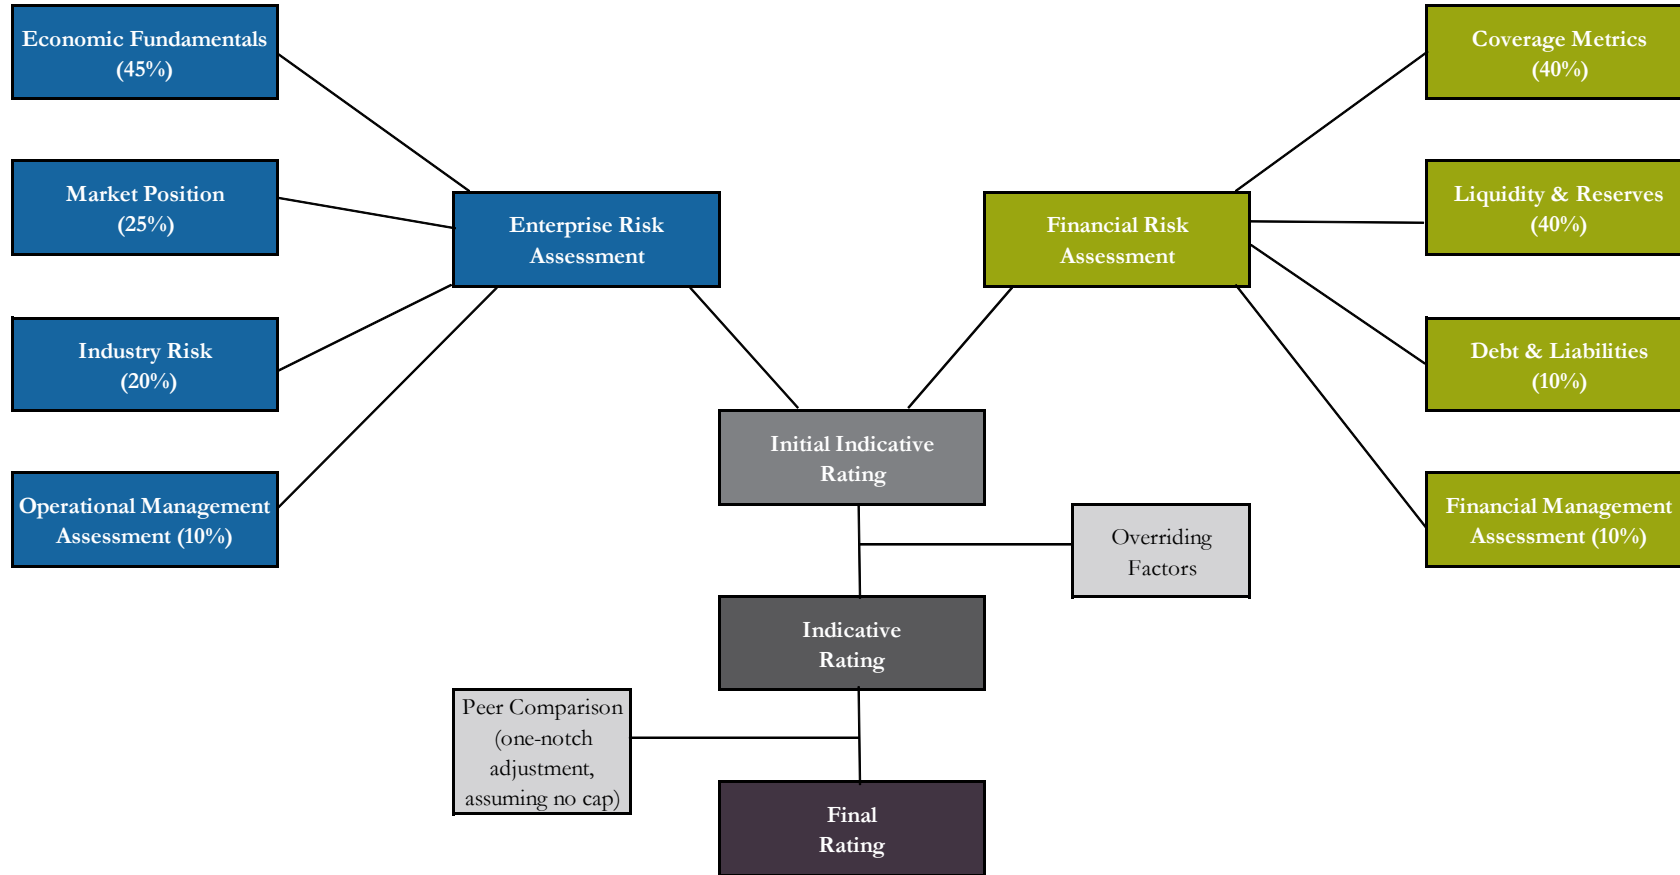 Economic Fundamentals
(45%)
Coverage Metrics
(40%)
Market Position
(25%)
Liquidity & Reserves
(40%)
Enterprise Risk
Assessment
Financial Risk
Assessment
Industry Risk
(20%)
Debt & Liabilities
(10%)
Initial Indicative
Rating
Operational Management
Assessment (10%)
Financial Management
Assessment (10%)
Overriding
Factors
Indicative
Rating
Peer Comparison
(one-notch
adjustment,
assuming no cap)
Final
Rating